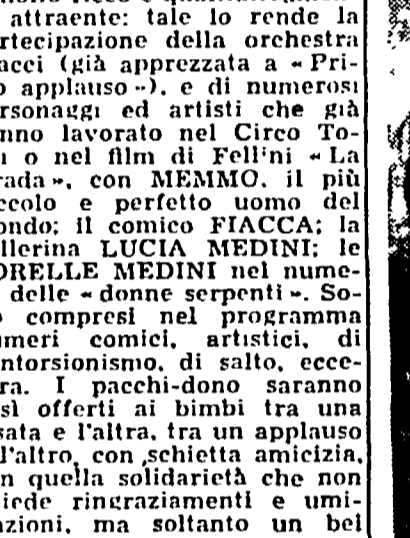 attraente: tale lo rende la
rtecipazione della orchestra
acci (già apprezzata a « Pri-
o applauso »), e di numerosi
rsonaggi ed artisti che già
nno lavorato nel Circo To-
i o nel film di Fellini « La
rada », con MEMMO, il più
ccolo e perfetto uomo del
ondo; il comico FIACCA; la
llerina LUCIA MEDINI; le
ORELLE MEDINI nel nume-
delle « donne serpenti ». So-
o compresi nel programma
umeri comici, artistici, di
ntorsionismo, di salto, ecce-
ra. I pacchi-dono saranno
sì offerti ai bimbi tra una
sata e l'altra, tra un applauso
l'altro, con schietta amicizia,
n quella solidarietà che non
iede ringraziamenti e umi-
azioni, ma soltanto un bel